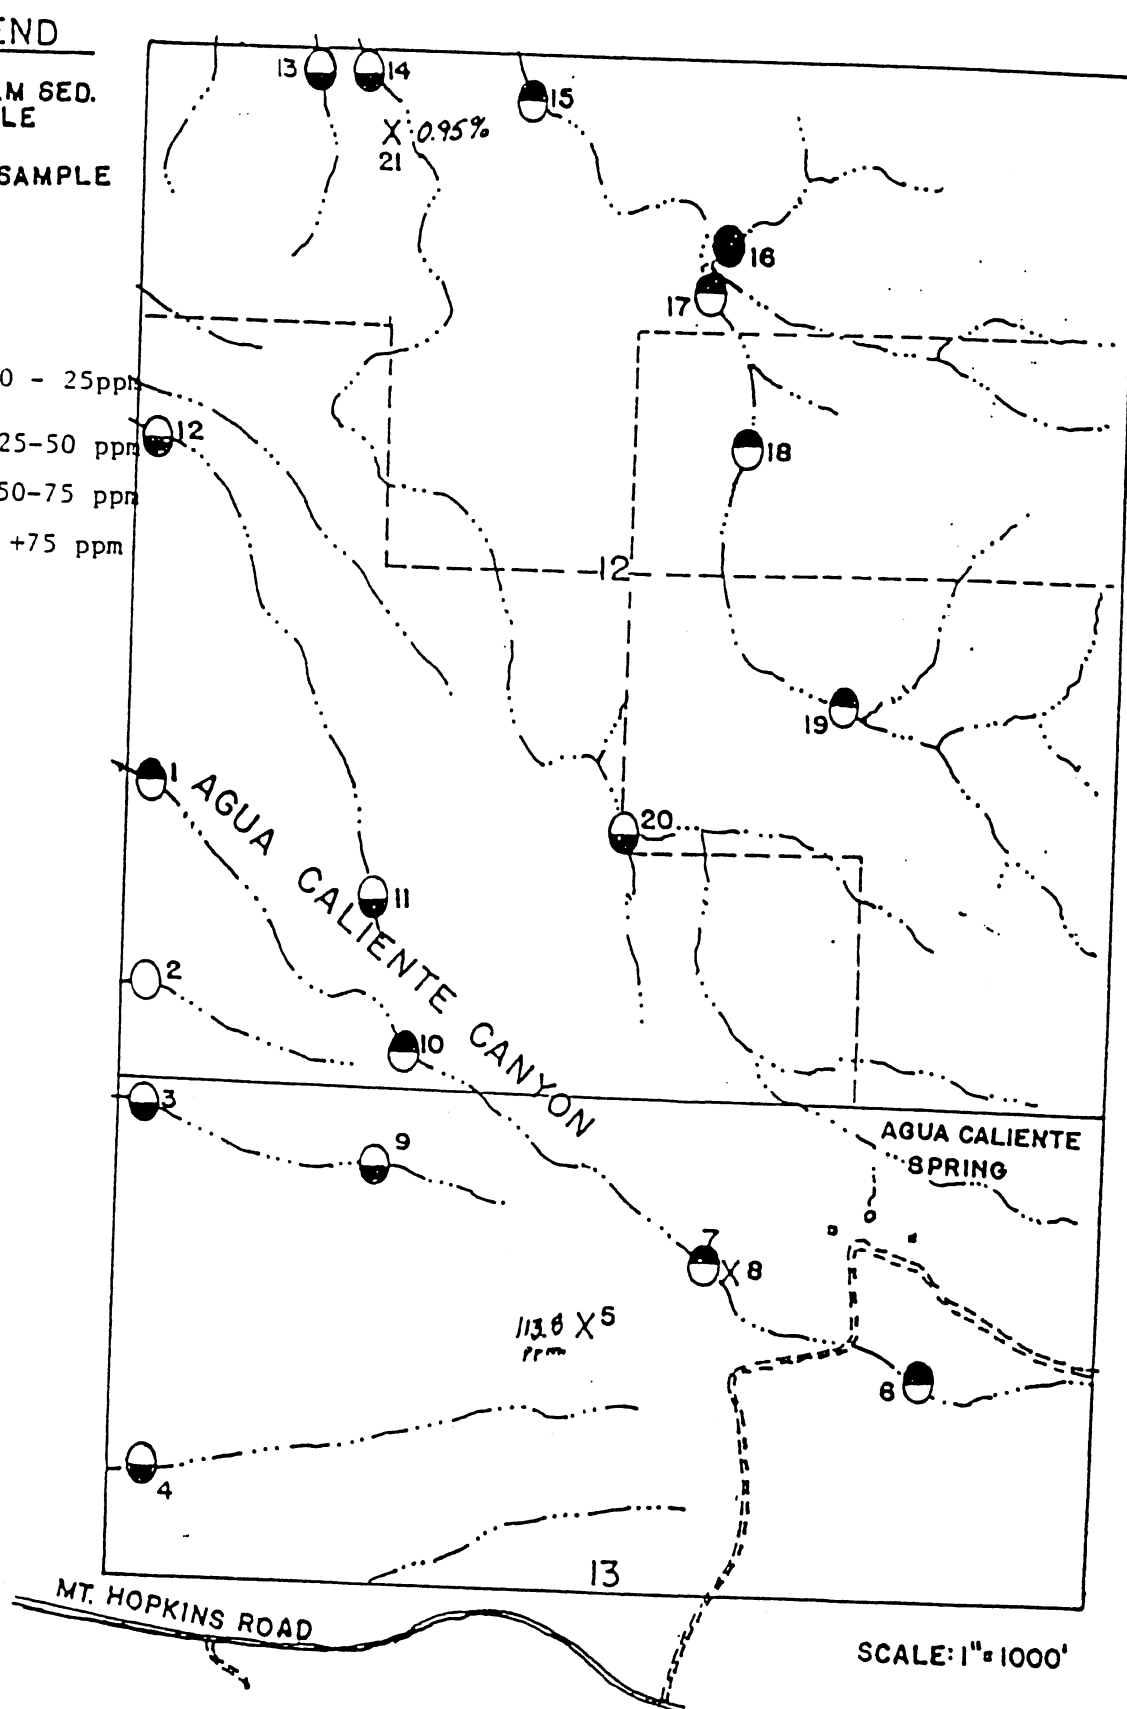 END
AM SED.
LE
SAMPLE
0 - 25ppm
25-50 ppm
50-75 ppm
+75 ppm
13
14
15
X 0.95%
21
16
17
12
18
12
19
1
AGUA CALIENTE CANYON
20
11
2
10
3
9
AGUA CALIENTE
SPRING
7
X 8
113.8 X 5
ppm
6
4
13
MT. HOPKINS ROAD
SCALE: 1"=1000'